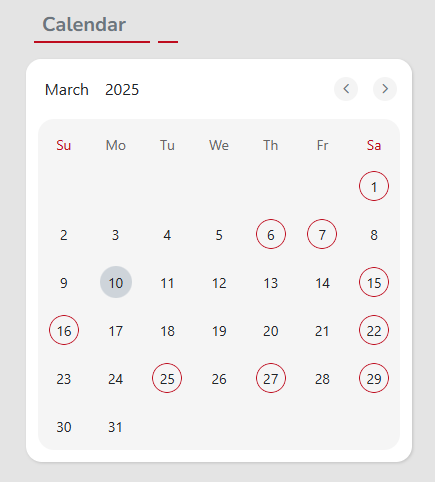 Calendar
March 2025
Su Mo Tu We Th Fr Sa
1
2 3 4 5 6 7 8
9 10 11 12 13 14 15
16 17 18 19 20 21 22
23 24 25 26 27 28 29
30 31